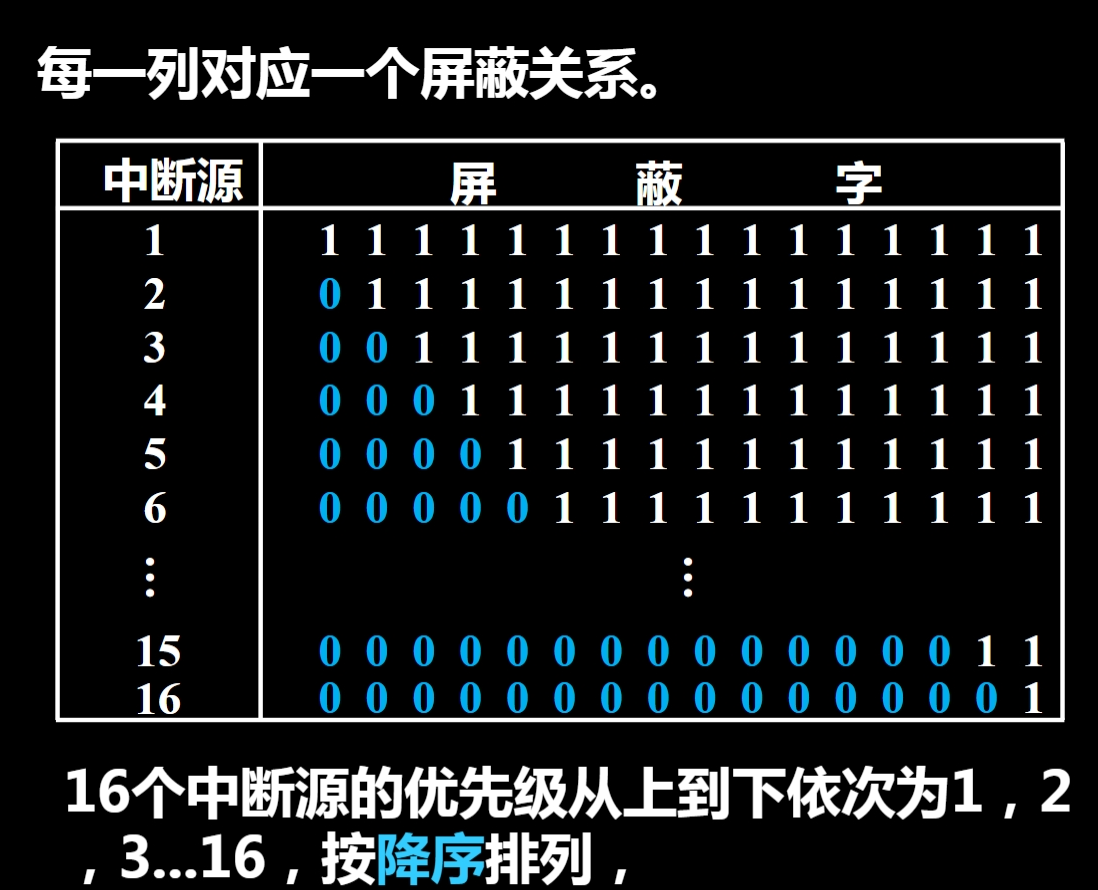 每一列对应一个屏蔽关系。
中断源 屏 蔽 字
1 1 1 1 1 1 1 1 1 1 1 1 1 1 1 1 1
2 0 1 1 1 1 1 1 1 1 1 1 1 1 1 1 1
3 0 0 1 1 1 1 1 1 1 1 1 1 1 1 1 1
4 0 0 0 1 1 1 1 1 1 1 1 1 1 1 1 1
5 0 0 0 0 1 1 1 1 1 1 1 1 1 1 1 1
6 0 0 0 0 0 1 1 1 1 1 1 1 1 1 1 1
⋮ ⋮
15 0 0 0 0 0 0 0 0 0 0 0 0 0 0 1 1
16 0 0 0 0 0 0 0 0 0 0 0 0 0 0 0 1
16个中断源的优先级从上到下依次为1，2
，3...16，按降序排列，